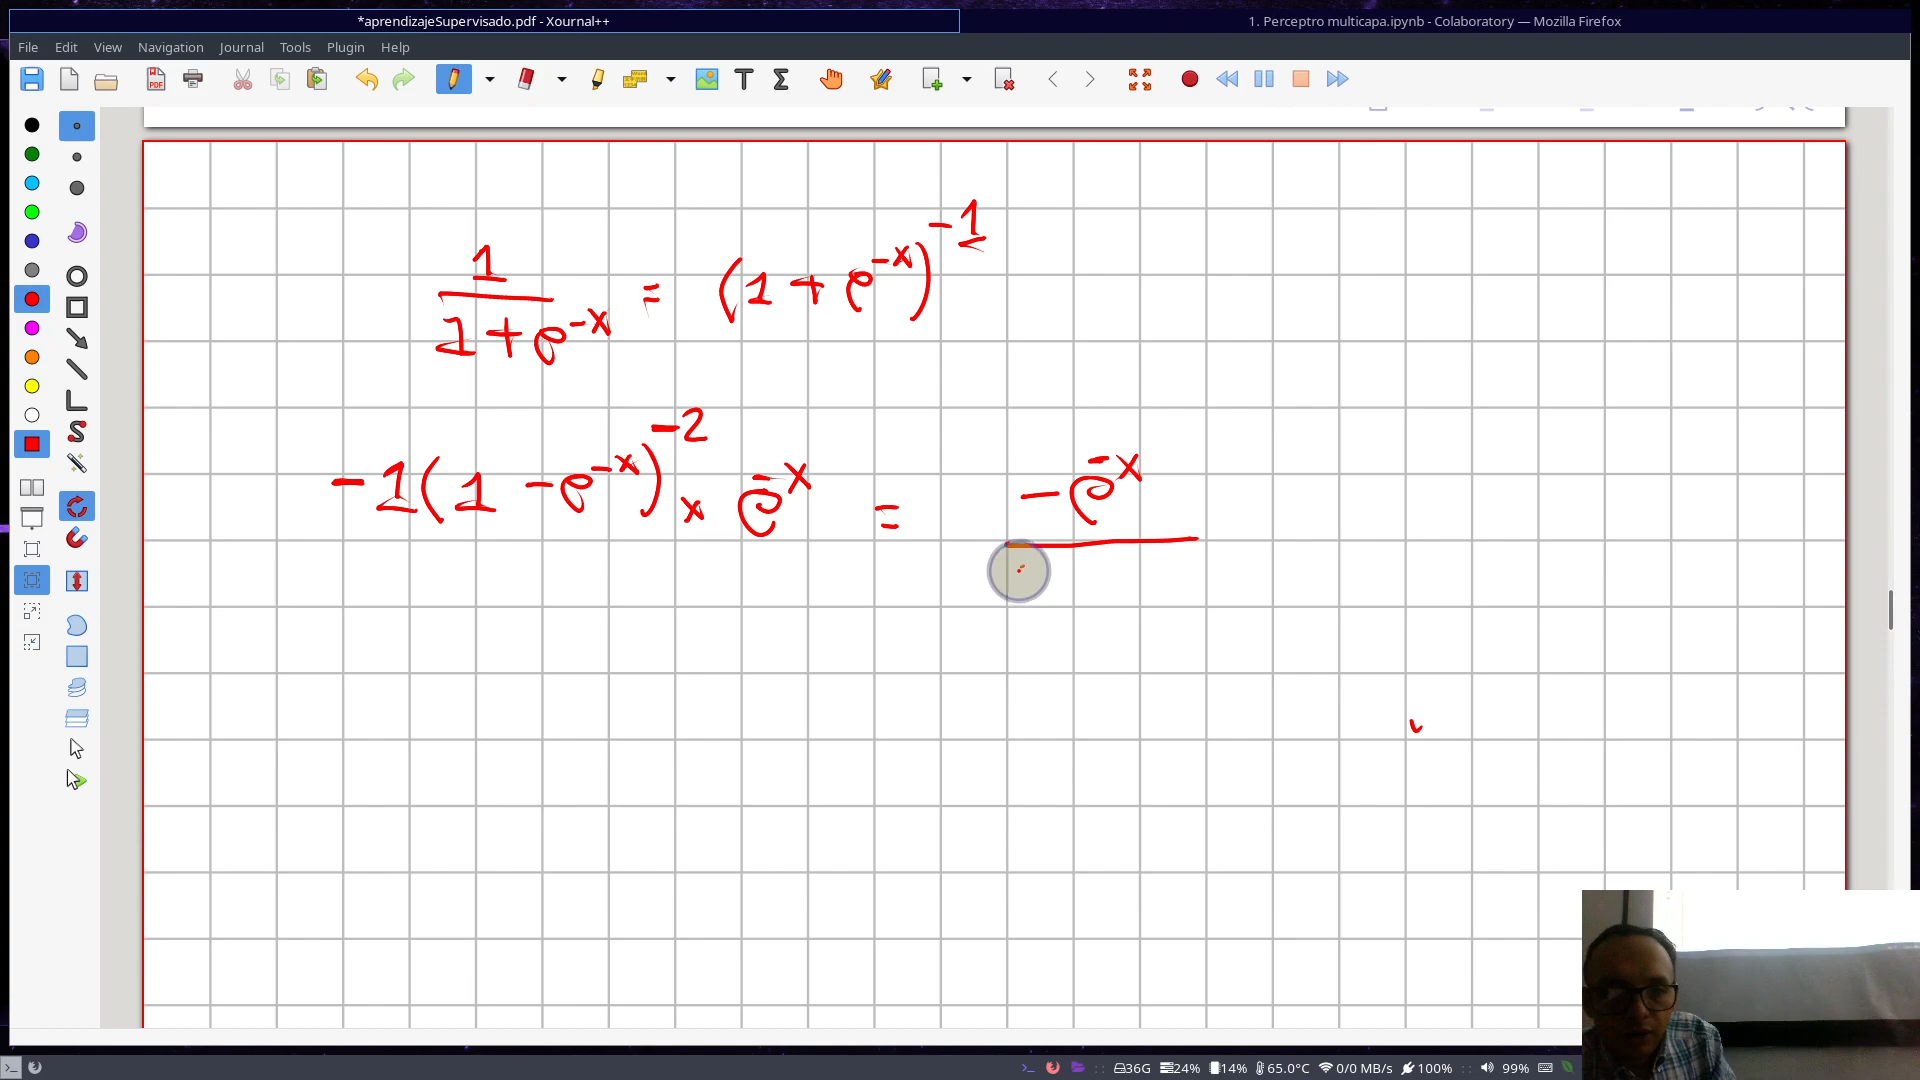 *aprendizajeSupervisado.pdf - Xournal++
1. Perceptro multicapa.ipynb - Colaboratory — Mozilla Firefox
File Edit View Navigation Journal Tools Plugin Help
1/(1+e^-x) = (1+e^-x)^-1
-1(1-e^-x)^-2 x e^-x = -e^-x
36G 24% 14% 65.0°C 0/0 MB/s 100% 99%